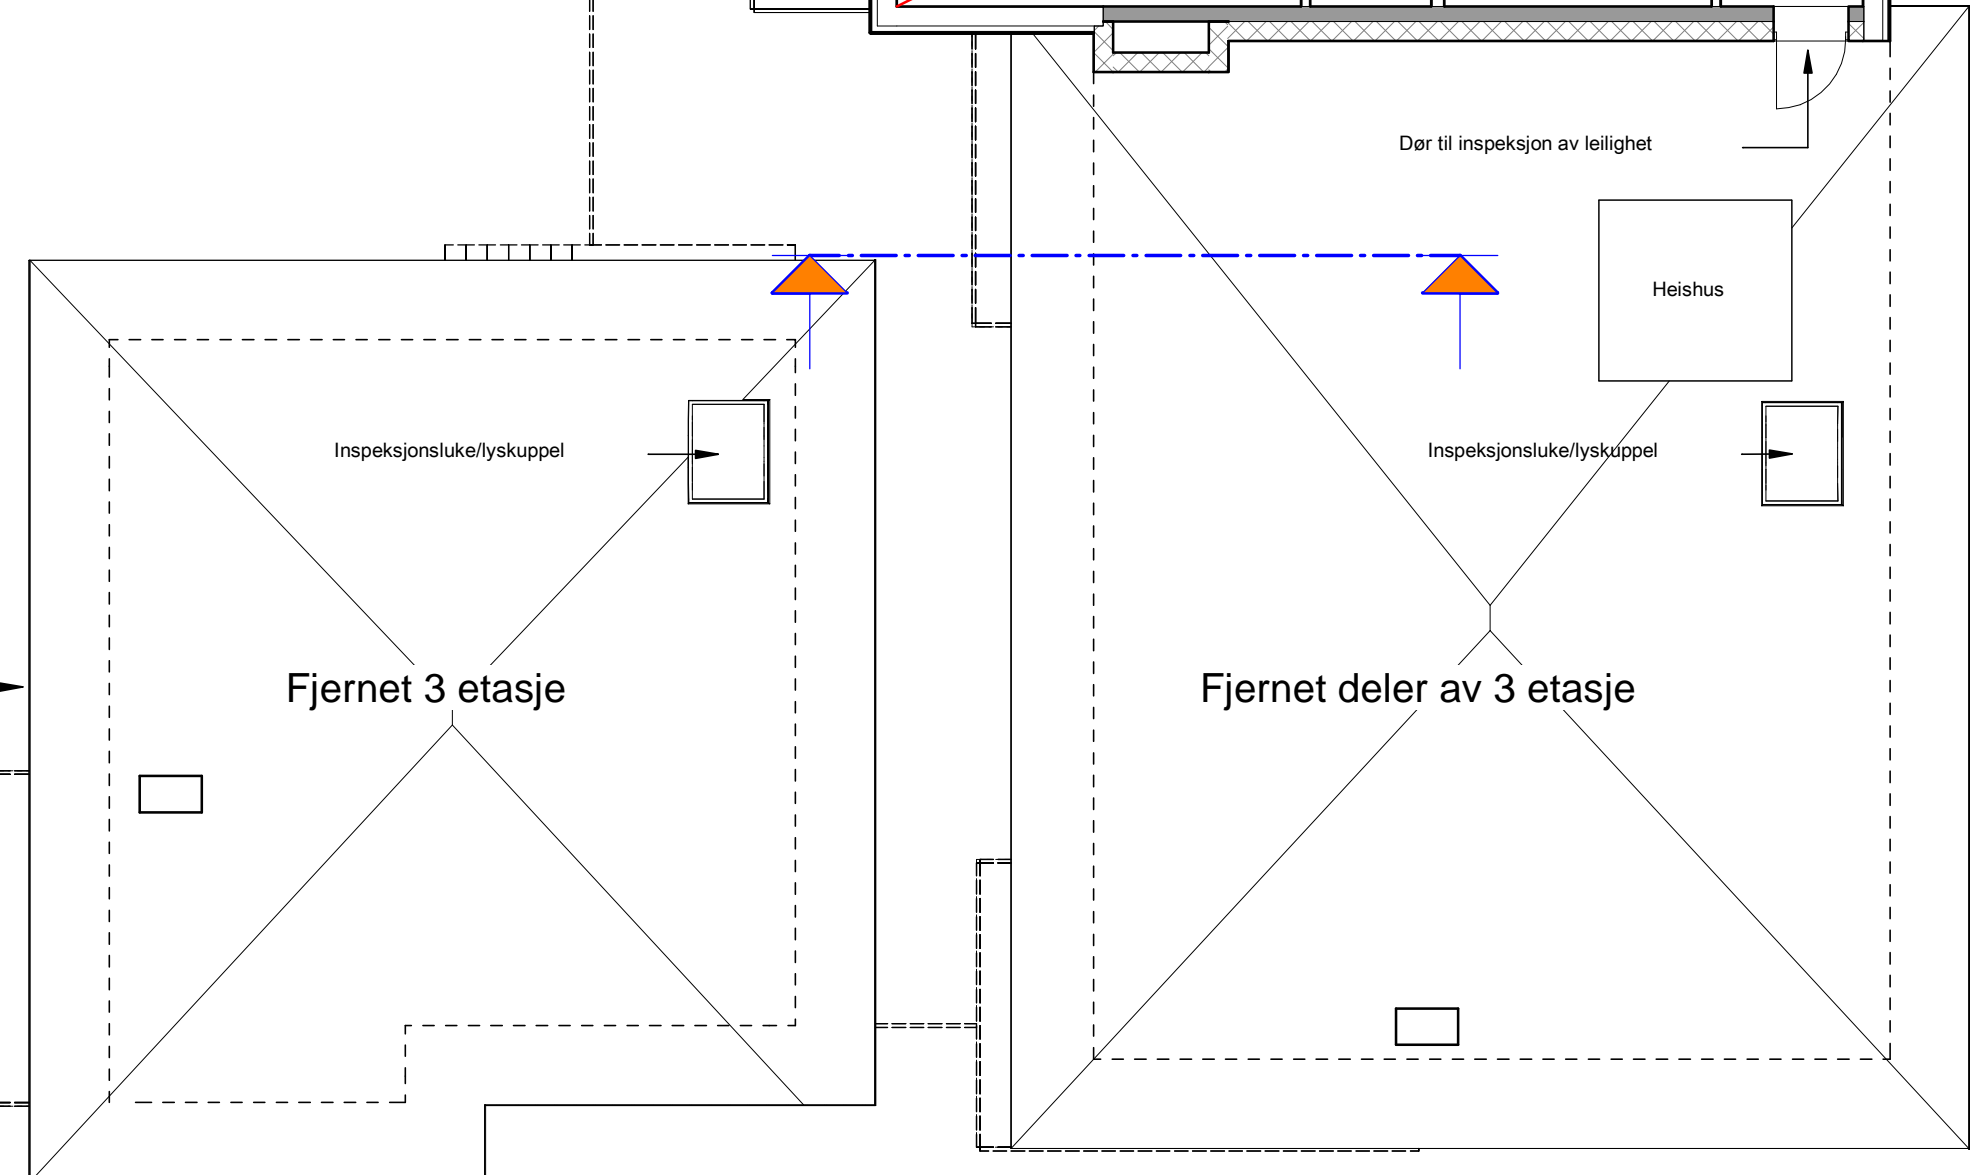 Dør til inspeksjon av leilighet
Heishus
Inspeksjonsluke/lyskuppel
Inspeksjonsluke/lyskuppel
Fjernet 3 etasje
Fjernet deler av 3 etasje